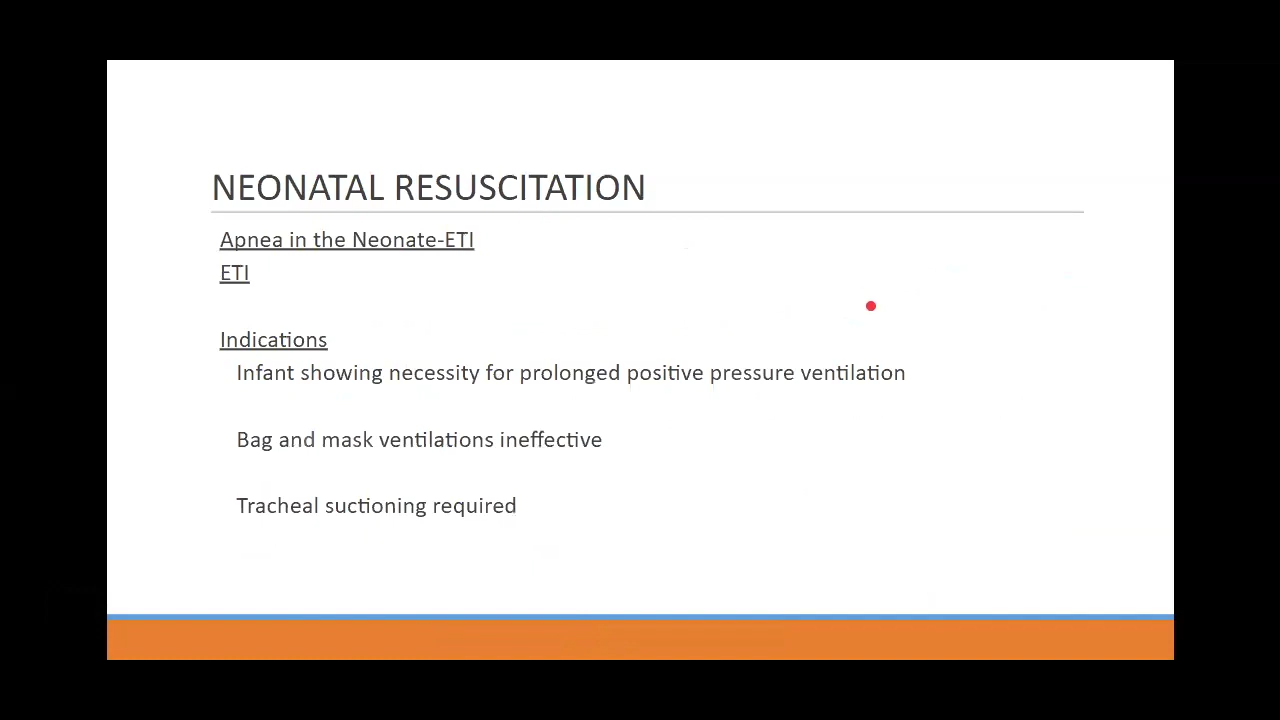 NEONATAL RESUSCITATION
Apnea in the Neonate-ETI
ETI
Indications
Infant showing necessity for prolonged positive pressure ventilation
Bag and mask ventilations ineffective
Tracheal suctioning required